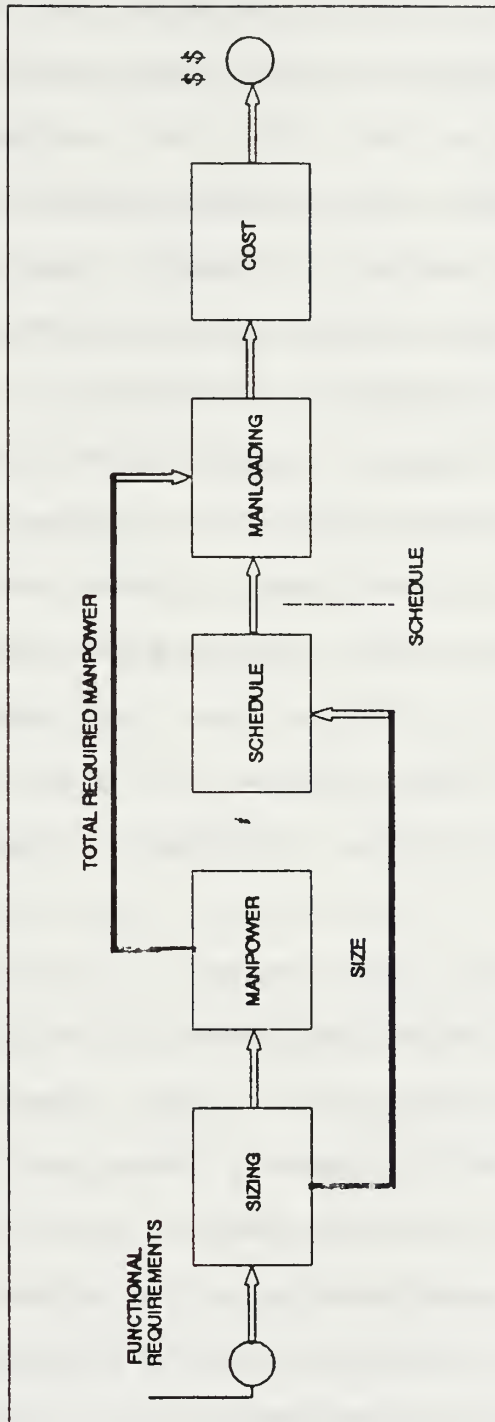 FUNCTIONAL
REQUIREMENTS
SIZING
MANPOWER
SIZE
TOTAL REQUIRED MANPOWER
SCHEDULE
SCHEDULE
MANLOADING
COST
$ $